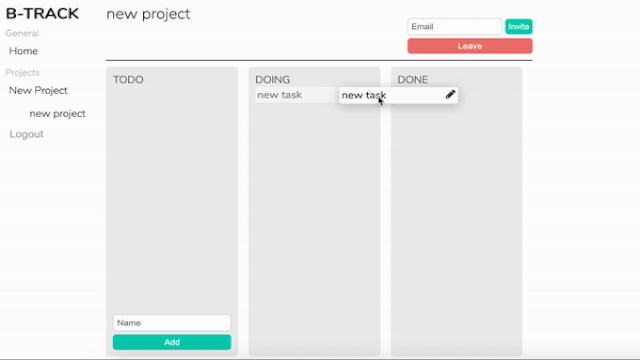 B-TRACK
General
Home
Projects
New Project
new project
Logout
new project
Email
Invite
Leave
TODO
DOING
DONE
new task
new task
Name
Add